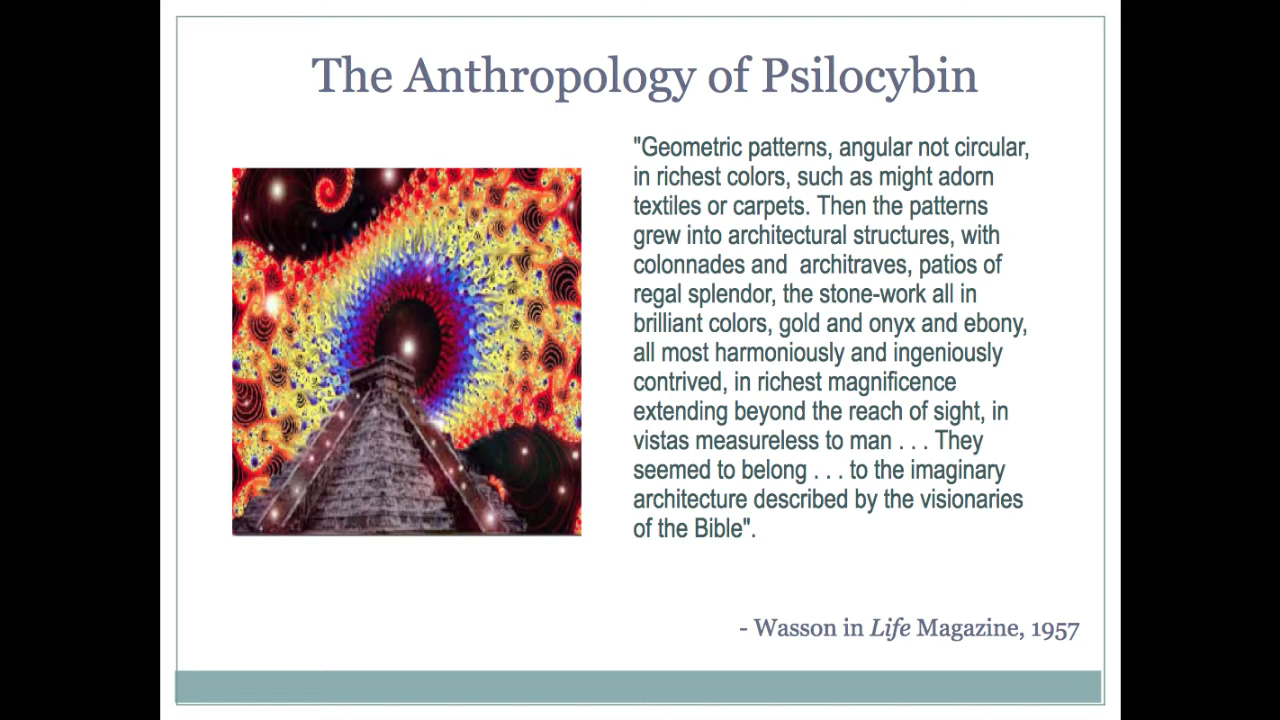 The Anthropology of Psilocybin
"Geometric patterns, angular not circular,
in richest colors, such as might adorn
textiles or carpets. Then the patterns
grew into architectural structures, with
colonnades and  architraves, patios of
regal splendor, the stone-work all in
brilliant colors, gold and onyx and ebony,
all most harmoniously and ingeniously
contrived, in richest magnificence
extending beyond the reach of sight, in
vistas measureless to man . . . They
seemed to belong . . . to the imaginary
architecture described by the visionaries
of the Bible".
- Wasson in Life Magazine, 1957